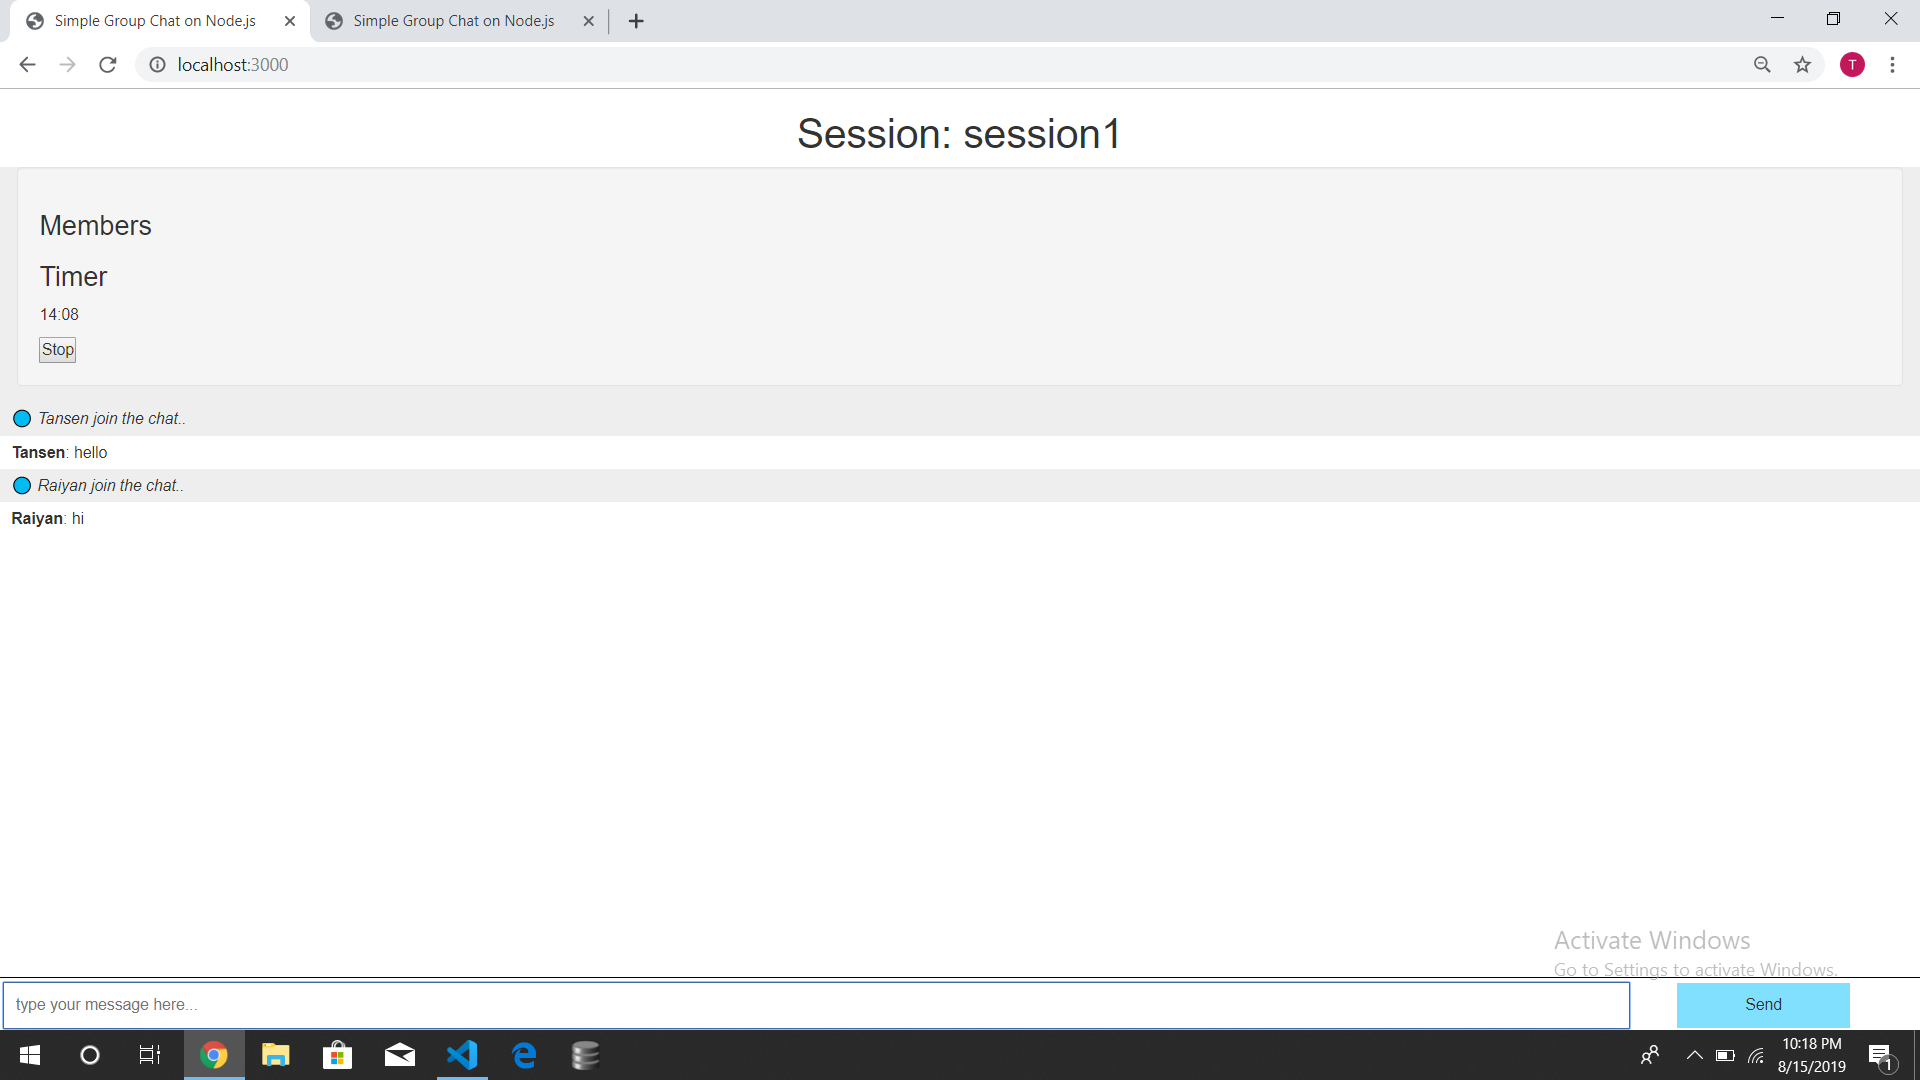 Simple Group Chat on Node.js
Simple Group Chat on Node.js
localhost:3000
T
Session: session1
Members
Timer
14:08
Stop
Tansen join the chat..
Tansen: hello
Raiyan join the chat..
Raiyan: hi
Activate Windows
Go to Settings to activate Windows.
type your message here...
Send
10:18 PM
8/15/2019
1